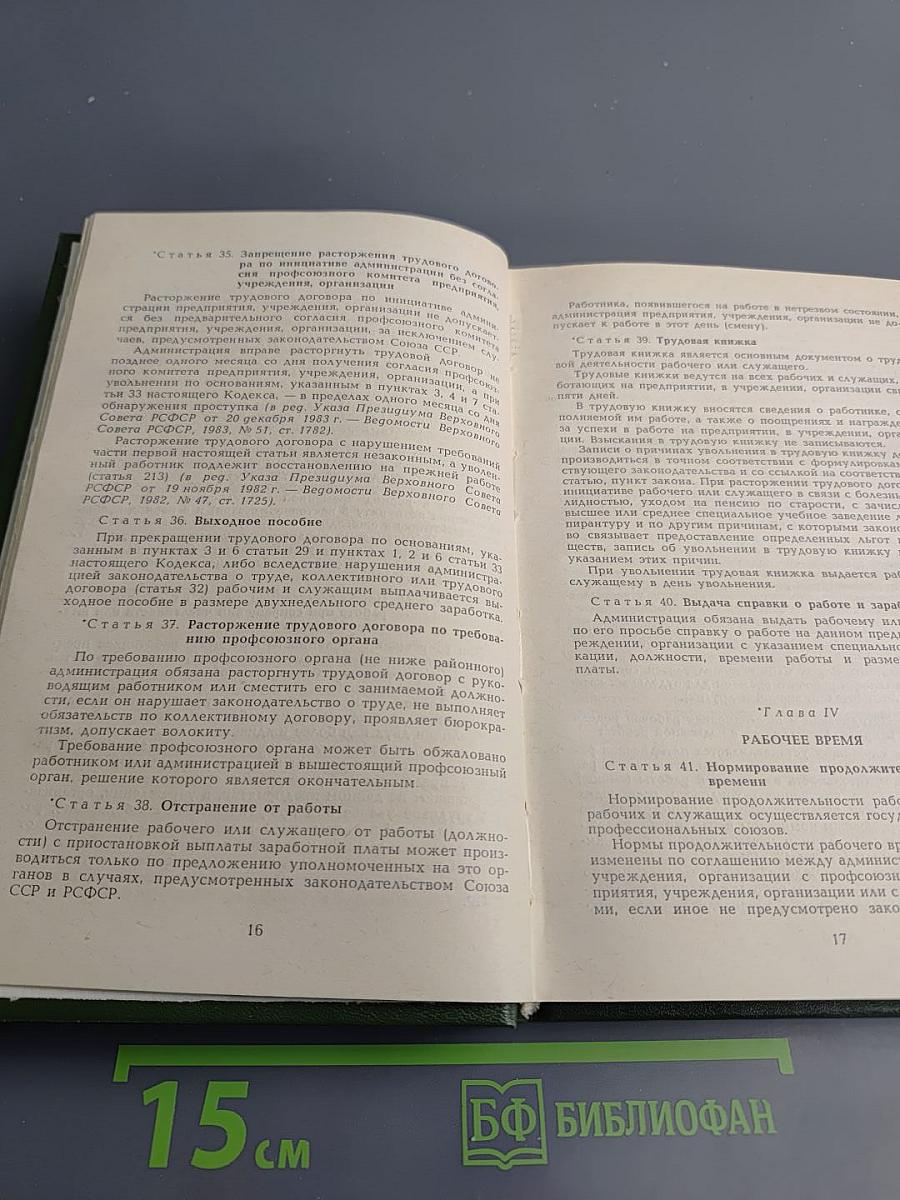 *Статья 35. Запрещение расторжения трудового догово-
ра по инициативе администрации без согла-
сия профсоюзного комитета предприятия,
учреждения, организации
Расторжение трудового договора по инициативе админи-
страции предприятия, учреждения, организации не допускает-
ся без предварительного согласия профсоюзного комитета
предприятия, учреждения, организации, за исключением слу-
чаев, предусмотренных законодательством Союза ССР.
Администрация вправе расторгнуть трудовой договор не
позднее одного месяца со дня получения согласия профсоюз-
ного комитета предприятия, учреждения, организации, а при
увольнении по основаниям, указанным в пунктах 3, 4 и 7 ста-
тьи 33 настоящего Кодекса, — в пределах одного месяца со дня
обнаружения проступка (в ред. Указа Президиума Верховного
Совета РСФСР от 20 декабря 1983 г. — Ведомости Верховного
Совета РСФСР, 1983, № 51, ст. 1782).
Расторжение трудового договора с нарушением требований
части первой настоящей статьи является незаконным, а уволен-
ный работник подлежит восстановлению на прежней работе
(статья 213) (в ред. Указа Президиума Верховного Совета
РСФСР от 19 ноября 1982 г. — Ведомости Верховного Совета
РСФСР, 1982, № 47, ст. 1725).
Статья 36. Выходное пособие
При прекращении трудового договора по основаниям, ука-
занным в пунктах 3 и 6 статьи 29 и пунктах 1, 2 и 6 статьи 33
настоящего Кодекса, либо вследствие нарушения администра-
цией законодательства о труде, коллективного или трудового
договора (статья 32) рабочим и служащим выплачивается вы-
ходное пособие в размере двухнедельного среднего заработка.
*Статья 37. Расторжение трудового договора по требова-
нию профсоюзного органа
По требованию профсоюзного органа (не ниже районного)
администрация обязана расторгнуть трудовой договор с руко-
водящим работником или сместить его с занимаемой должно-
сти, если он нарушает законодательство о труде, не выполняет
обязательств по коллективному договору, проявляет бюрокра-
тизм, допускает волокиту.
Требование профсоюзного органа может быть обжаловано
работником или администрацией в вышестоящий профсоюзный
орган, решение которого является окончательным.
*Статья 38. Отстранение от работы
Отстранение рабочего или служащего от работы (должно-
сти) с приостановкой выплаты заработной платы может произ-
водиться только по предложению уполномоченных на это ор-
ганов в случаях, предусмотренных законодательством Союза
ССР и РСФСР.
16
Работника, появившегося на работе в нетрезвом состоянии,
администрация предприятия, учреждения, организации не до-
пускает к работе в этот день (смену).
*Статья 39. Трудовая книжка
Трудовая книжка является основным документом о труд
вой деятельности рабочего или служащего.
Трудовые книжки ведутся на всех рабочих и служащих,
ботающих на предприятии, в учреждении, организации свы
пяти дней.
В трудовую книжку вносятся сведения о работнике, о
полняемой им работе, а также о поощрениях и награжде
за успехи в работе на предприятии, в учреждении, орга
ции. Взыскания в трудовую книжку не записываются.
Записи о причинах увольнения в трудовую книжку до
производиться в точном соответствии с формулировка
ствующего законодательства и со ссылкой на соответств
статью, пункт закона. При расторжении трудового дого
инициативе рабочего или служащего в связи с болезнь
лидностью, уходом на пенсию по старости, с зачисл
высшее или среднее специальное учебное заведение л
пирантуру и по другим причинам, с которыми законо
во связывает предоставление определенных льгот и
ществ, запись об увольнении в трудовую книжку
указанием этих причин.
При увольнении трудовая книжка выдается раб
служащему в день увольнения.
Статья 40. Выдача справки о работе и зараб
Администрация обязана выдать рабочему или
по его просьбе справку о работе на данном пред
реждении, организации с указанием специально
кации, должности, времени работы и разме
платы.
*Глава IV
РАБОЧЕЕ ВРЕМЯ
Статья 41. Нормирование продолжите
времени
Нормирование продолжительности рабо
рабочих и служащих осуществляется госуд
профессиональных союзов.
Нормы продолжительности рабочего вр
изменены по соглашению между админис
учреждения, организации с профсоюзн
приятия, учреждения, организации или с
ми, если иное не предусмотрено зако
17
15 см
БФ БИБЛИОФАН